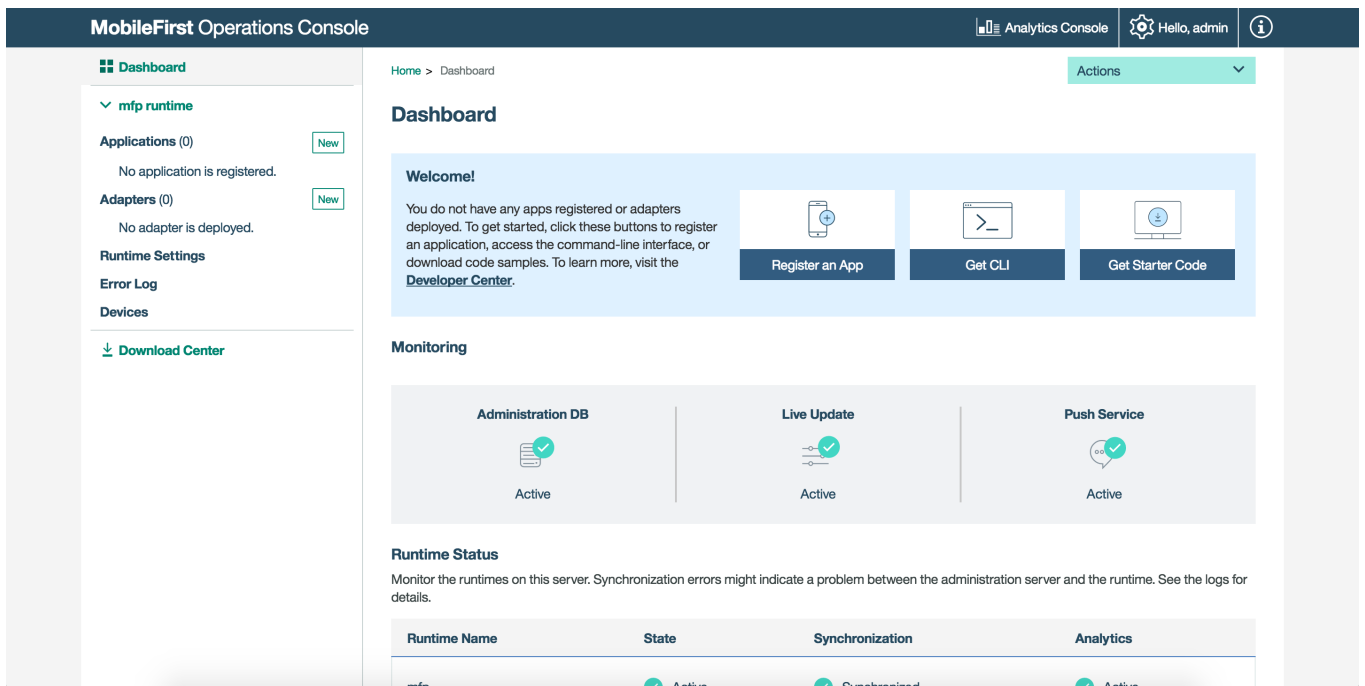 MobileFirst Operations Console
Analytics Console
Hello, admin
Dashboard
mfp runtime
Applications (0)
New
No application is registered.
Adapters (0)
New
No adapter is deployed.
Runtime Settings
Error Log
Devices
Download Center
Home > Dashboard
Actions
Dashboard
Welcome!
You do not have any apps registered or adapters
deployed. To get started, click these buttons to register
an application, access the command-line interface, or
download code samples. To learn more, visit the
Developer Center.
Register an App
Get CLI
Get Starter Code
Monitoring
Administration DB
Active
Live Update
Active
Push Service
Active
Runtime Status
Monitor the runtimes on this server. Synchronization errors might indicate a problem between the administration server and the runtime. See the logs for
details.
Runtime Name State Synchronization Analytics
mfp Active Synchronized Active